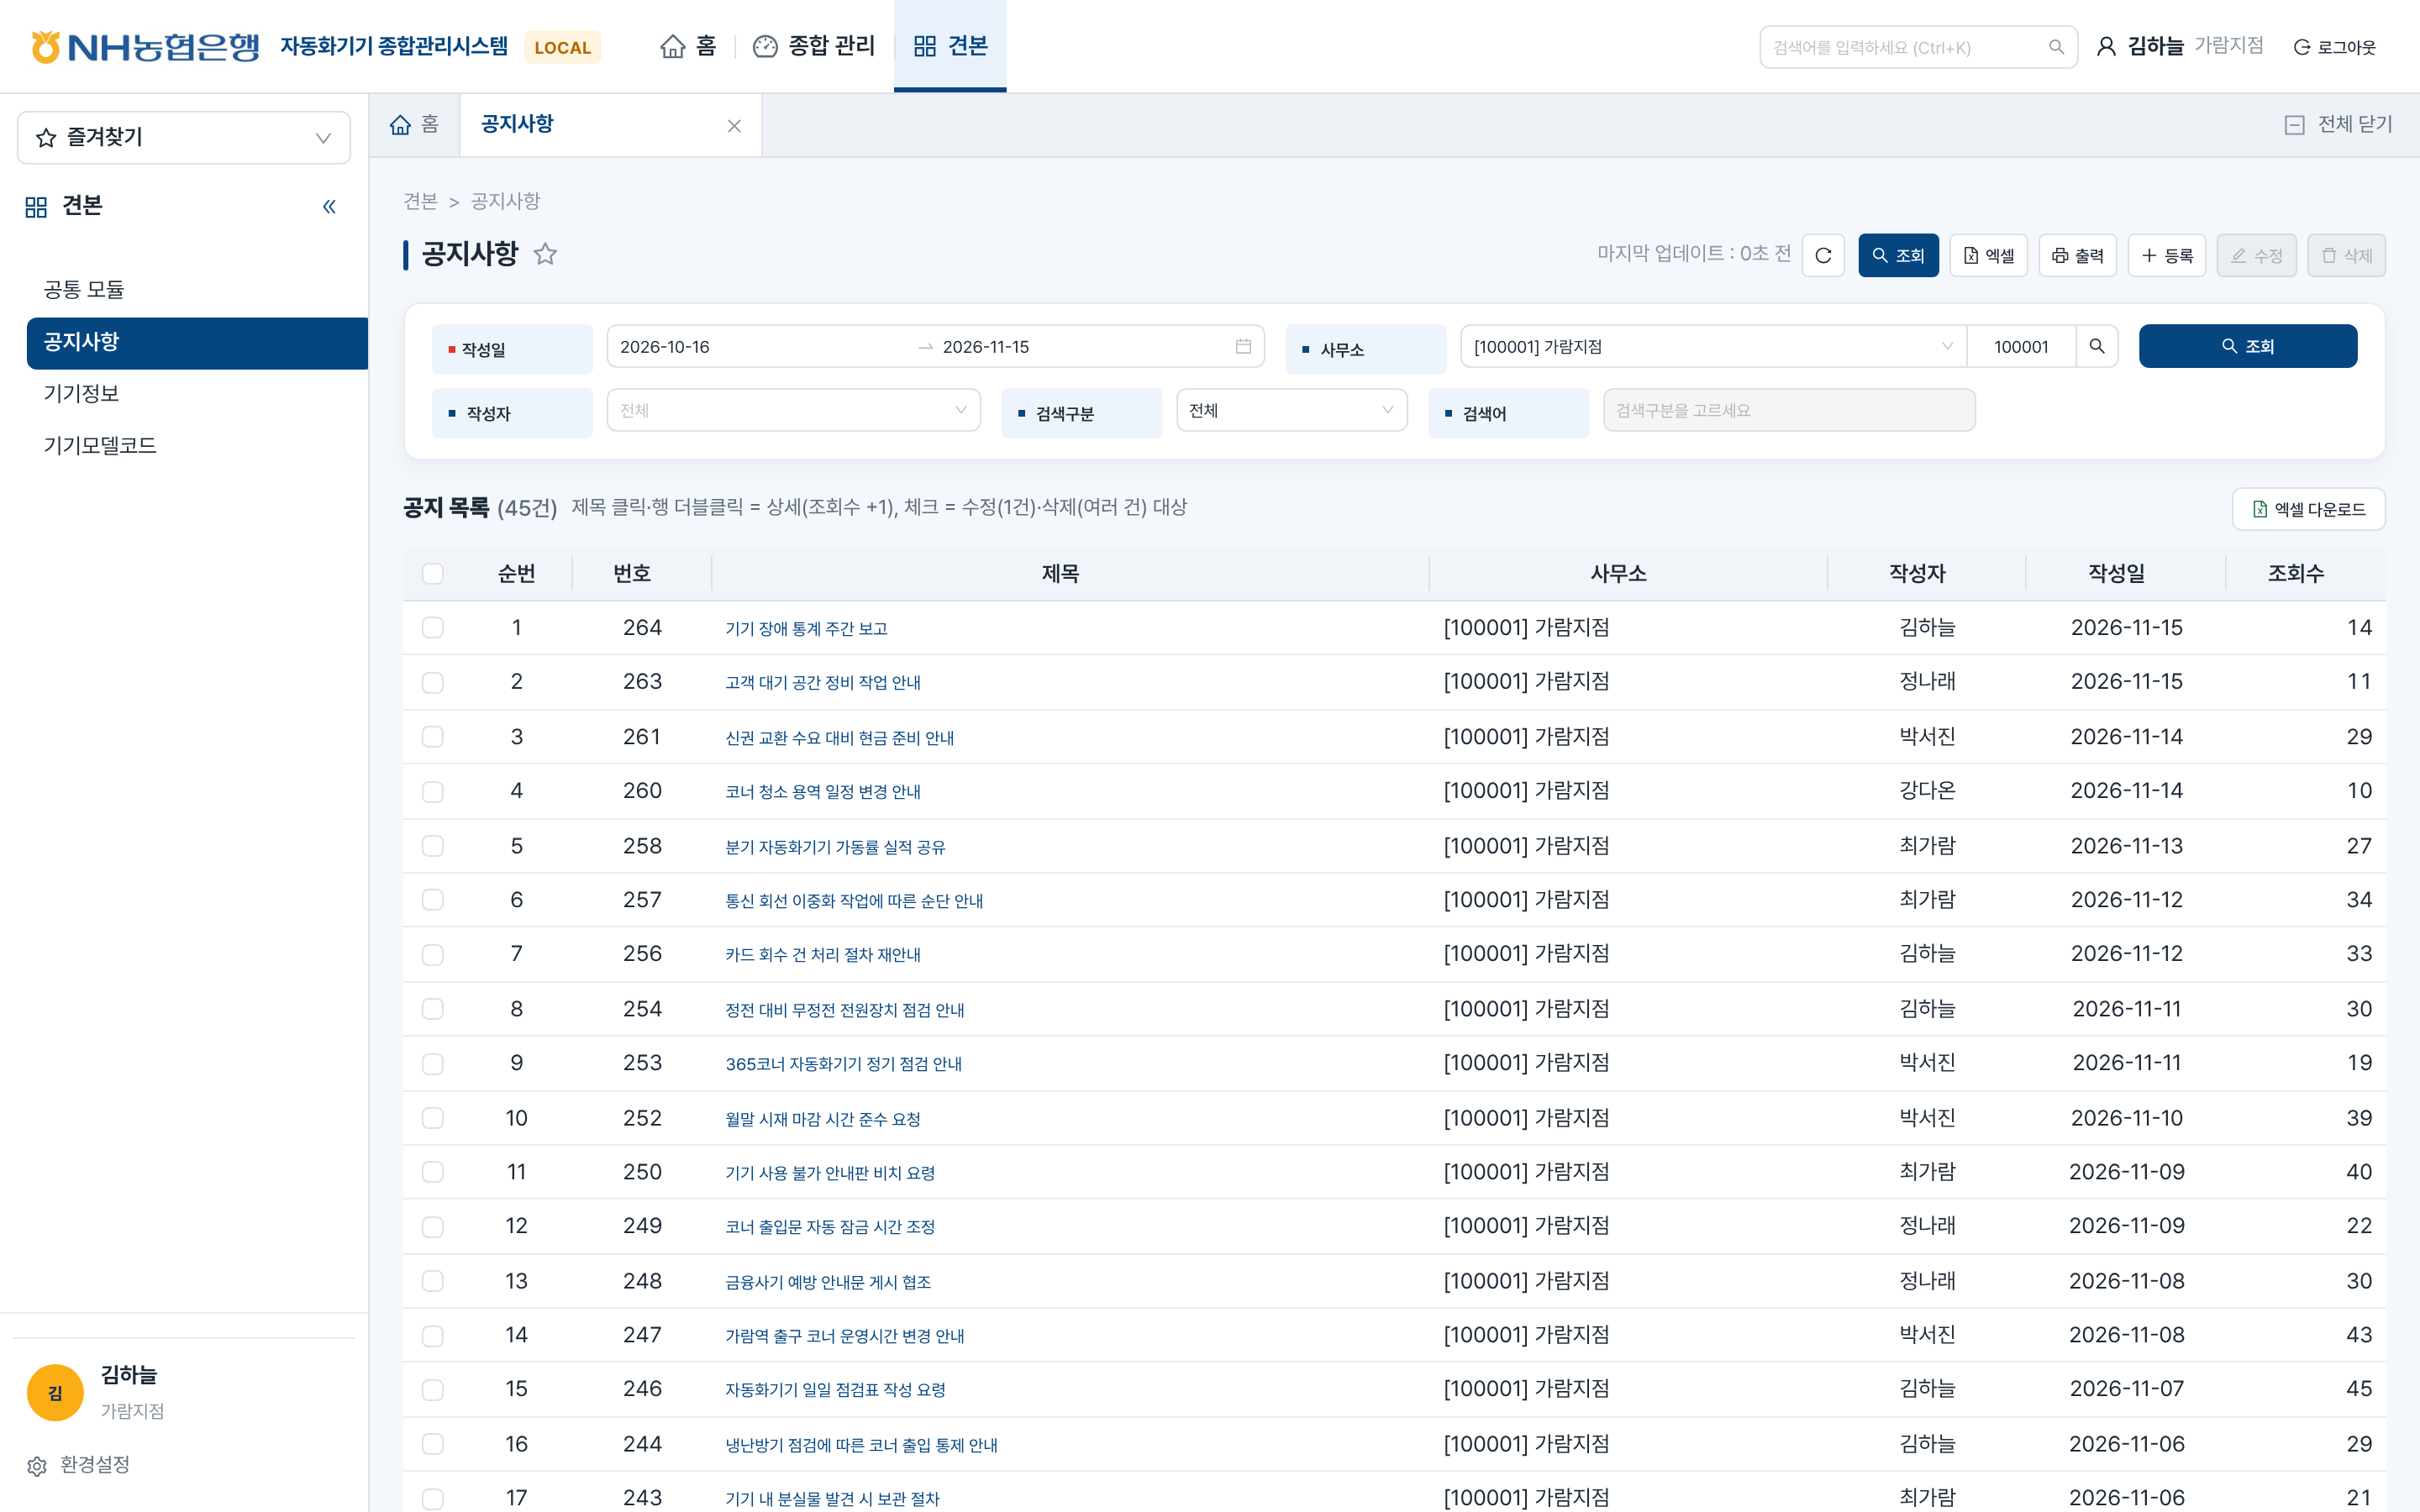 NH농협은행 자동화기기 종합관리시스템 LOCAL 홈 종합 관리 견본 검색어를 입력하세요 (Ctrl+K) 김하늘 가람지점 로그아웃
즐겨찾기
홈 공지사항 전체 닫기
견본
공통 모듈
공지사항
기기정보
기기모델코드
견본 > 공지사항
공지사항 마지막 업데이트 : 0초 전 조회 엑셀 출력 등록 수정 삭제
작성일 2026-10-16 → 2026-11-15 사무소 [100001] 가람지점 100001 조회
작성자 전체 검색구분 전체 검색어 검색구분을 고르세요
공지 목록 (45건) 제목 클릭·행 더블클릭 = 상세(조회수 +1), 체크 = 수정(1건)·삭제(여러 건) 대상 엑셀 다운로드
순번 번호 제목 사무소 작성자 작성일 조회수
1 264 기기 장애 통계 주간 보고 [100001] 가람지점 김하늘 2026-11-15 14
2 263 고객 대기 공간 정비 작업 안내 [100001] 가람지점 정나래 2026-11-15 11
3 261 신권 교환 수요 대비 현금 준비 안내 [100001] 가람지점 박서진 2026-11-14 29
4 260 코너 청소 용역 일정 변경 안내 [100001] 가람지점 강다온 2026-11-14 10
5 258 분기 자동화기기 가동률 실적 공유 [100001] 가람지점 최가람 2026-11-13 27
6 257 통신 회선 이중화 작업에 따른 순단 안내 [100001] 가람지점 최가람 2026-11-12 34
7 256 카드 회수 건 처리 절차 재안내 [100001] 가람지점 김하늘 2026-11-12 33
8 254 정전 대비 무정전 전원장치 점검 안내 [100001] 가람지점 김하늘 2026-11-11 30
9 253 365코너 자동화기기 정기 점검 안내 [100001] 가람지점 박서진 2026-11-11 19
10 252 월말 시재 마감 시간 준수 요청 [100001] 가람지점 박서진 2026-11-10 39
11 250 기기 사용 불가 안내판 비치 요령 [100001] 가람지점 최가람 2026-11-09 40
12 249 코너 출입문 자동 잠금 시간 조정 [100001] 가람지점 정나래 2026-11-09 22
13 248 금융사기 예방 안내문 게시 협조 [100001] 가람지점 정나래 2026-11-08 30
14 247 가람역 출구 코너 운영시간 변경 안내 [100001] 가람지점 박서진 2026-11-08 43
15 246 자동화기기 일일 점검표 작성 요령 [100001] 가람지점 김하늘 2026-11-07 45
16 244 냉난방기 점검에 따른 코너 출입 통제 안내 [100001] 가람지점 김하늘 2026-11-06 29
17 243 기기 내 분실물 발견 시 보관 절차 [100001] 가람지점 최가람 2026-11-06 21
김 김하늘
가람지점
환경설정